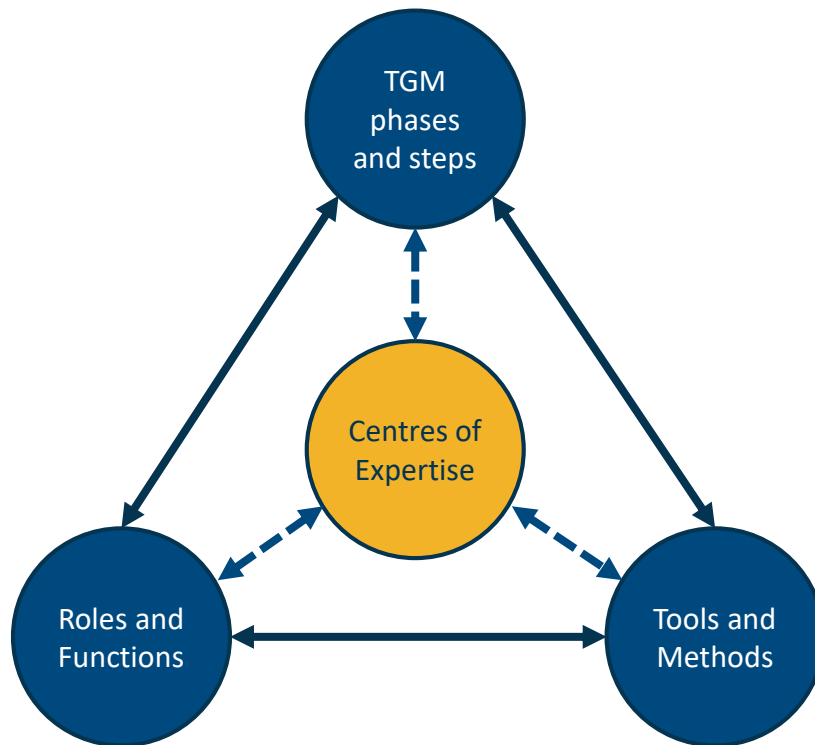 TGM
phases
and steps
Centres of
Expertise
Roles and
Functions
Tools and
Methods